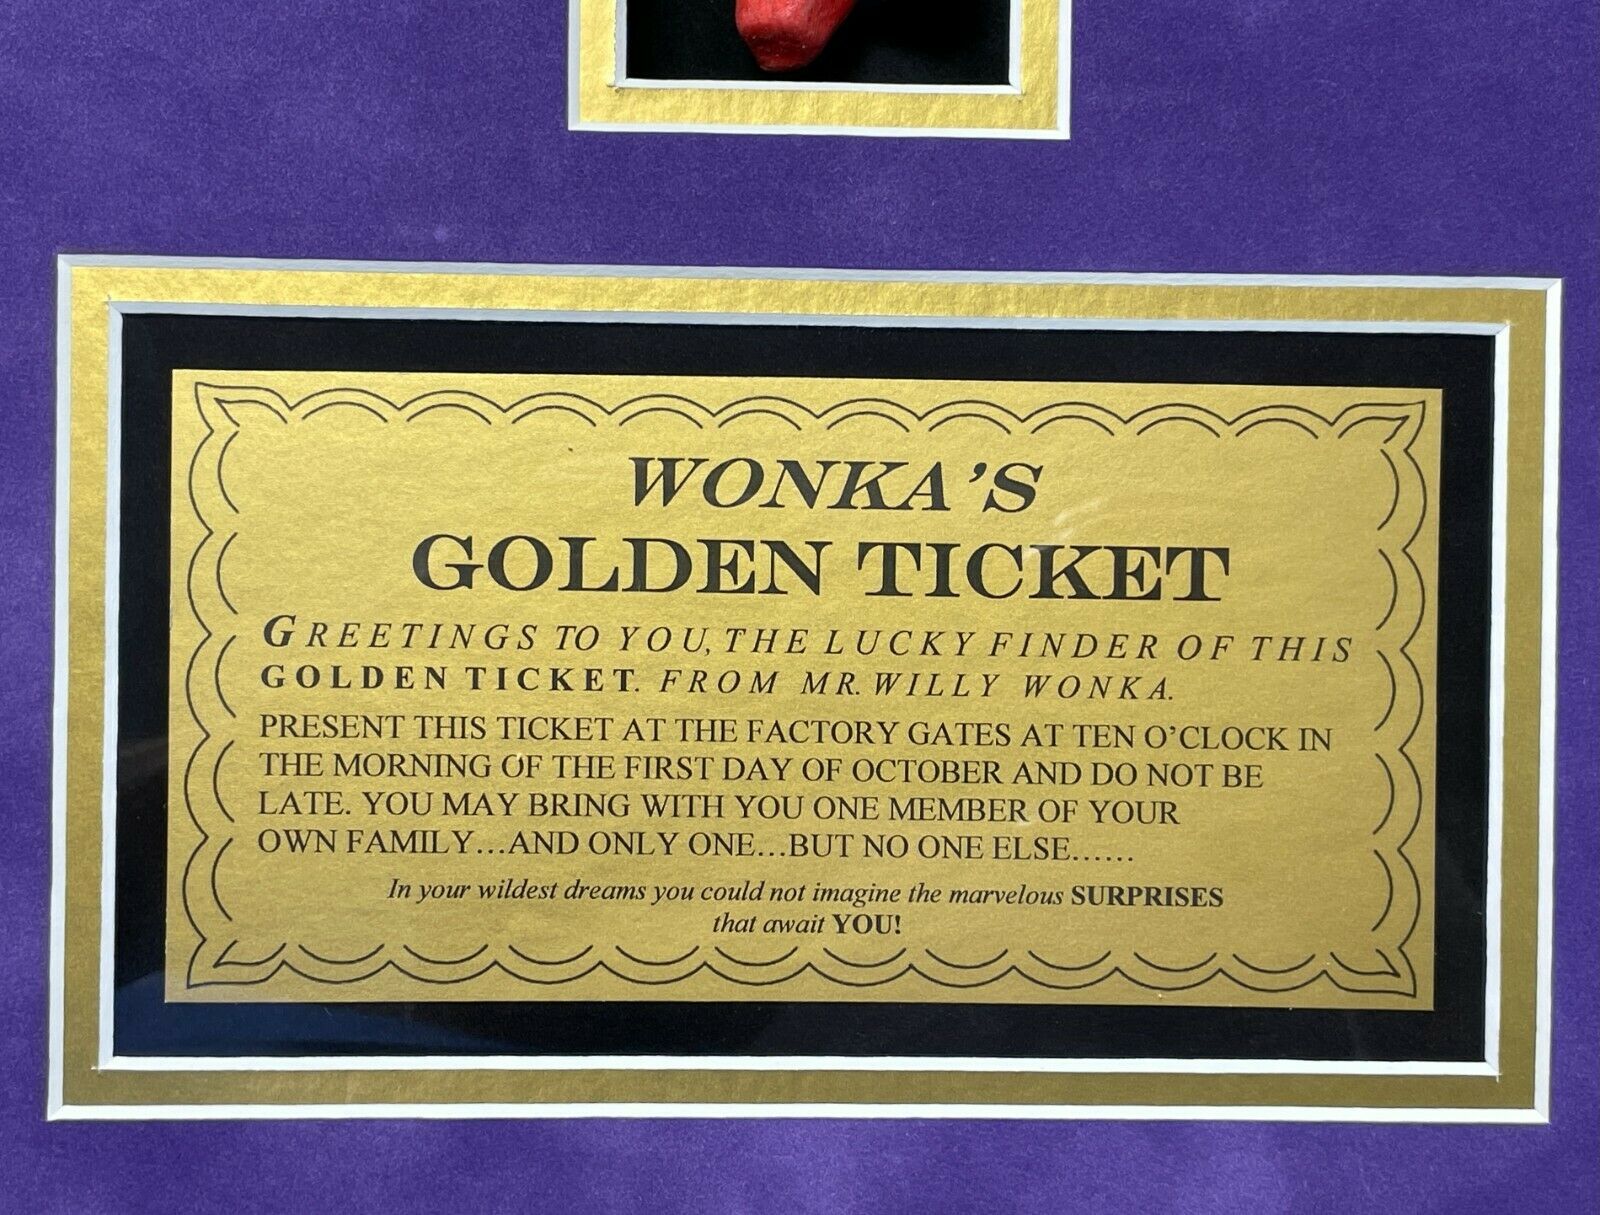 WONKA'S
GOLDEN TICKET
GREETINGS TO YOU, THE LUCKY FINDER OF THIS
GOLDEN TICKET. FROM MR. WILLY WONKA.
PRESENT THIS TICKET AT THE FACTORY GATES AT TEN O'CLOCK IN
THE MORNING OF THE FIRST DAY OF OCTOBER AND DO NOT BE
LATE. YOU MAY BRING WITH YOU ONE MEMBER OF YOUR
OWN FAMILY...AND ONLY ONE...BUT NO ONE ELSE......
In your wildest dreams you could not imagine the marvelous SURPRISES
that await YOU!